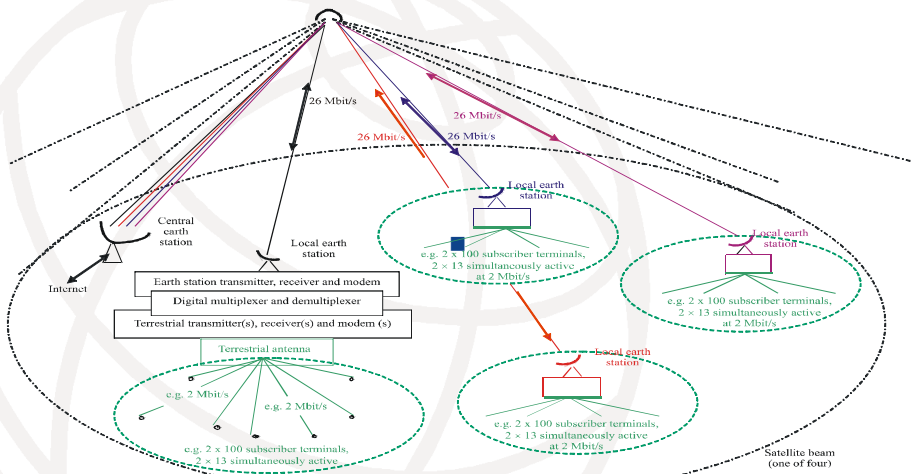 26 Mbit/s
26 Mbit/s
26 Mbit/s
26 Mbit/s
Central
earth
station
Internet
Local earth
station
Earth station transmitter, receiver and modem
Digital multiplexer and demultiplexer
Terrestrial transmitter(s), receiver(s) and modem (s)
Terrestrial antenna
e.g. 2 Mbit/s
e.g. 2 Mbit/s
e.g. 2 x 100 subscriber terminals,
2 × 13 simultaneously active
Local earth
station
e.g. 2 x 100 subscriber terminals,
2 × 13 simultaneously active
at 2 Mbit/s
Local earth
station
e.g. 2 × 100 subscriber terminals,
2 × 13 simultaneously active
at 2 Mbit/s
Local earth
station
e.g. 2 × 100 subscriber terminals,
2 × 13 simultaneously active
at 2 Mbit/s
Satellite beam
(one of four)